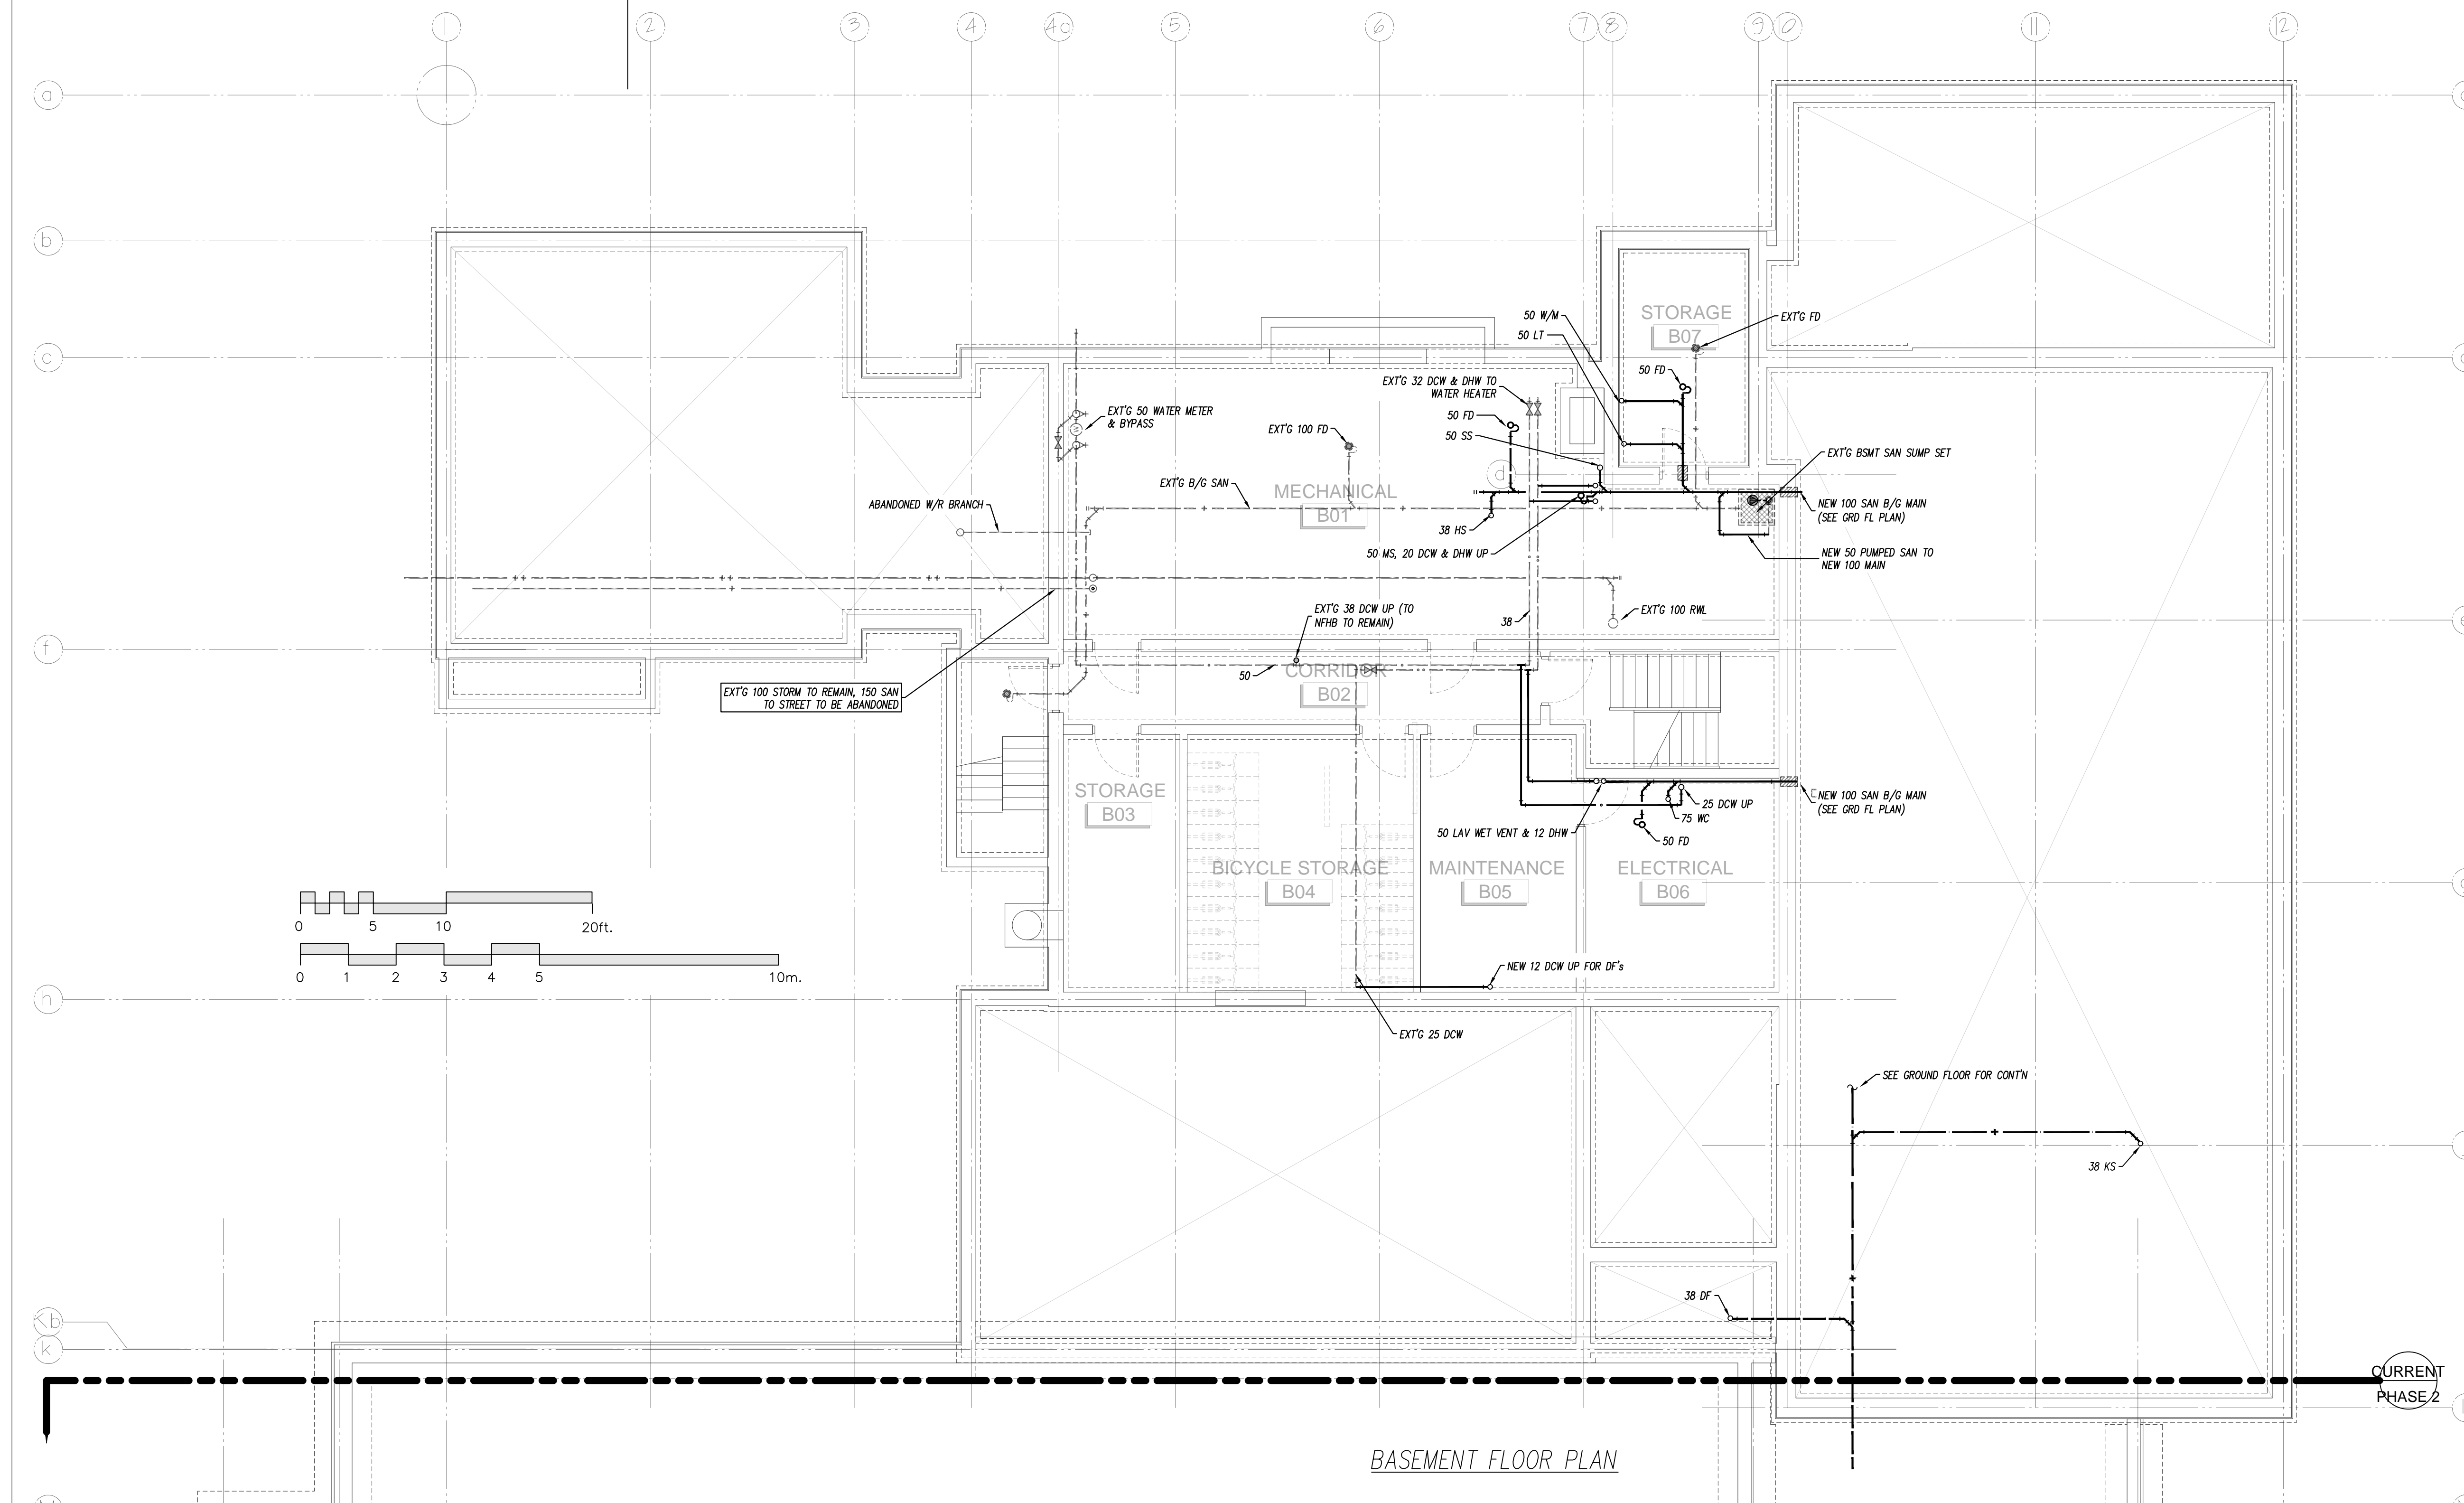 1 2 3 4 4a 5 6 7 8 9 10 11 12
a
b
c
d
f
h
Kb
k
STORAGE
B07
50 W/M
50 LT
50 FD
EXT'G FD
EXT'G 32 DCW & DHW TO
WATER HEATER
50 FD
50 SS
EXT'G 50 WATER METER
& BYPASS
EXT'G 100 FD
EXT'G B/G SAN
MECHANICAL
B01
ABANDONED W/R BRANCH
38 HS
50 MS, 20 DCW & DHW UP
EXT'G BSMT SAN SUMP SET
NEW 100 SAN B/G MAIN
(SEE GRD FL PLAN)
NEW 50 PUMPED SAN TO
NEW 100 MAIN
EXT'G 38 DCW UP (TO
NFHB TO REMAIN)
38
EXT'G 100 RWL
50
CORRIDOR
B02
EXT'G 100 STORM TO REMAIN, 150 SAN
TO STREET TO BE ABANDONED
STORAGE
B03
BICYCLE STORAGE
B04
MAINTENANCE
B05
ELECTRICAL
B06
50 LAV WET VENT & 12 DHW
25 DCW UP
75 WC
50 FD
NEW 100 SAN B/G MAIN
(SEE GRD FL PLAN)
0 5 10 20ft.
0 1 2 3 4 5 10m.
NEW 12 DCW UP FOR DF's
EXT'G 25 DCW
SEE GROUND FLOOR FOR CONT'N
38 KS
38 DF
CURRENT
PHASE 2
BASEMENT FLOOR PLAN